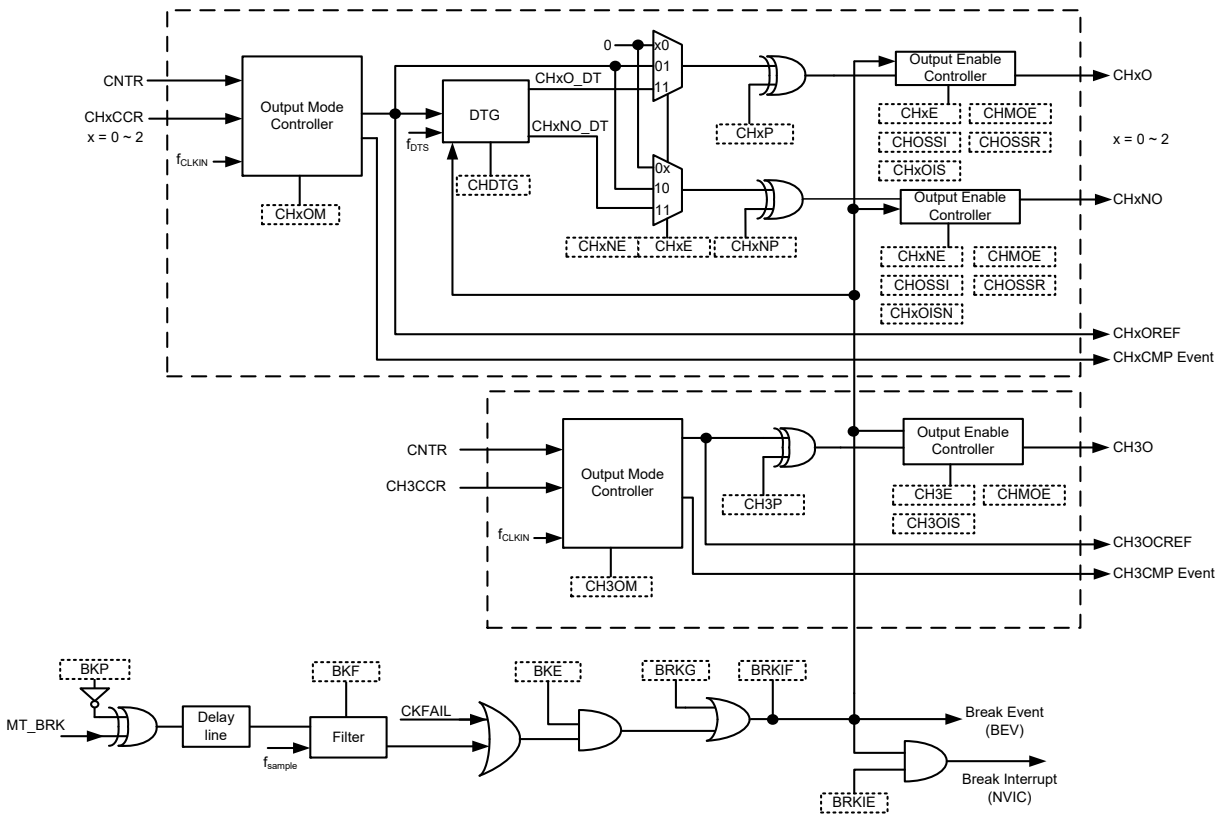 CNTR
CHxCCR
x = 0 ~ 2
fCLKIN
Output Mode
Controller
CHxOM
fDTS
DTG
CHDTG
CHxO_DT
CHxNO_DT
0
x0
01
11
0x
10
11
CHxNE
CHxE
CHxP
CHxNP
Output Enable
Controller
CHxE
CHMOE
CHOSSI
CHOSSR
CHxOIS
Output Enable
Controller
CHxNE
CHMOE
CHOSSI
CHOSSR
CHxOISN
CHxO
x = 0 ~ 2
CHxNO
CHxOREF
CHxCMP Event
CNTR
CH3CCR
fCLKIN
Output Mode
Controller
CH3OM
CH3P
Output Enable
Controller
CH3E
CHMOE
CH3OIS
CH3O
CH3OCREF
CH3CMP Event
BKP
MT_BRK
Delay
line
BKF
Filter
fsample
CKFAIL
BKE
BRKG
BRKIF
BRKIE
Break Event
(BEV)
Break Interrupt
(NVIC)